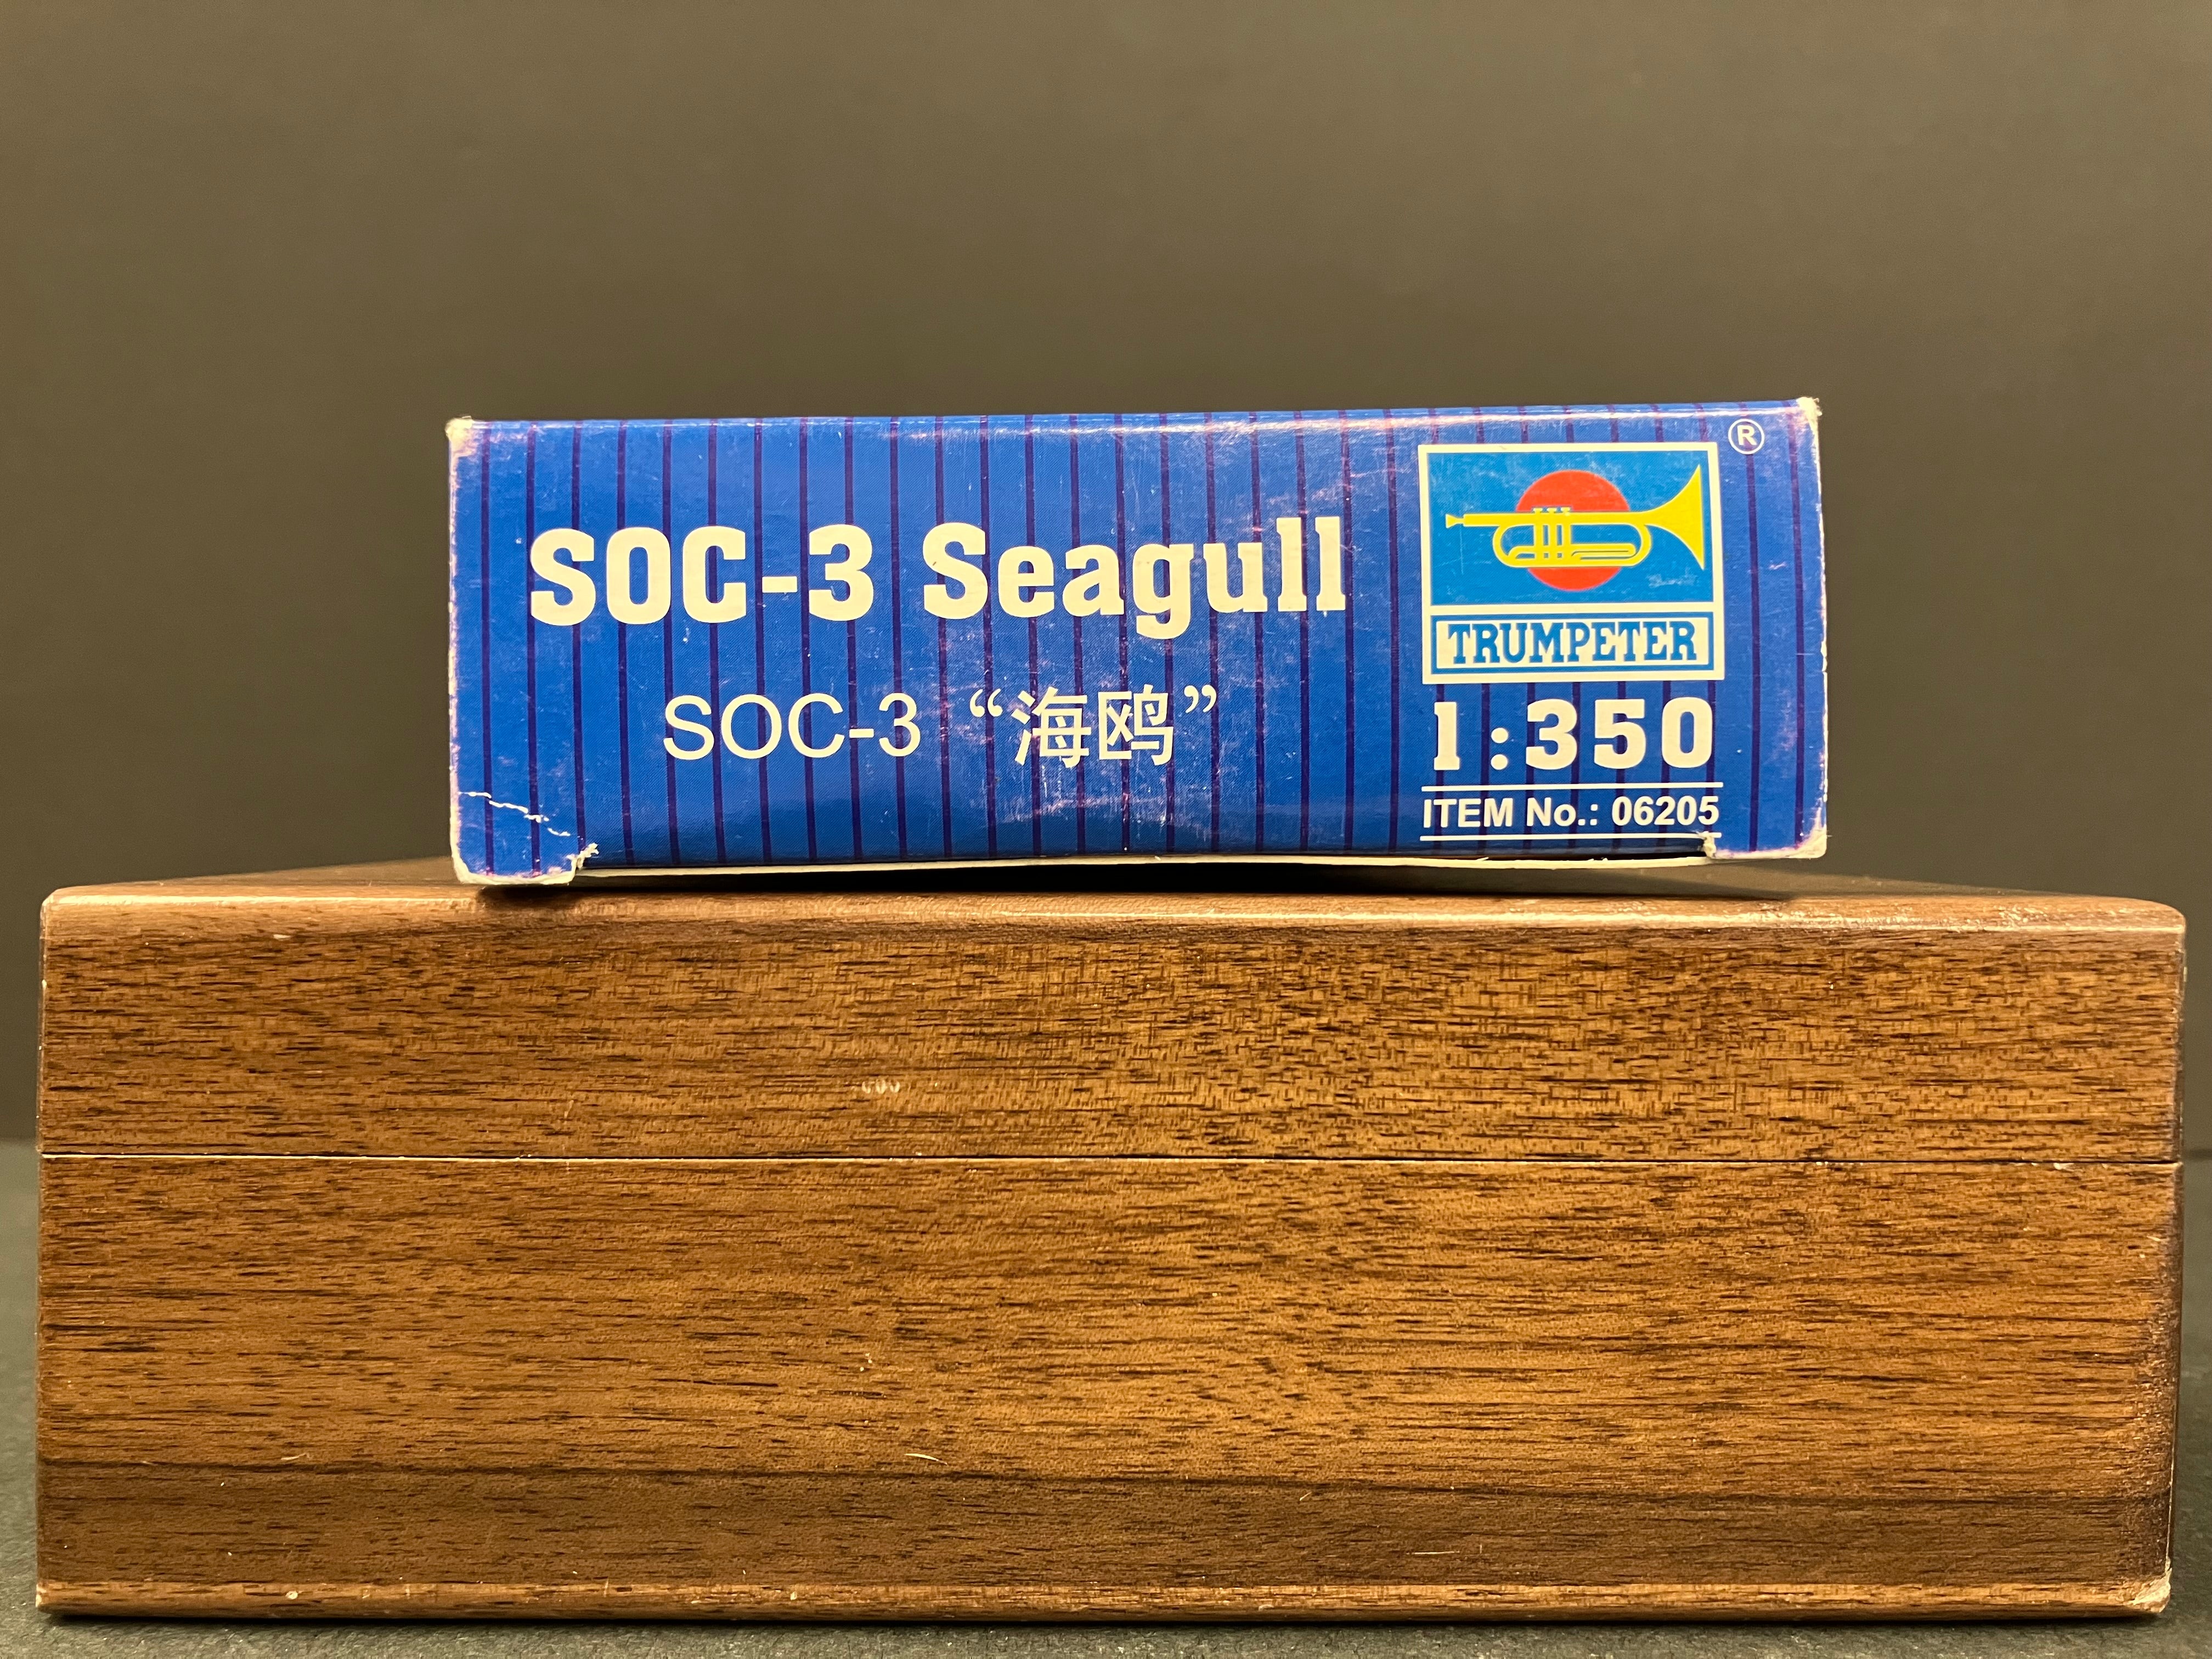 SOC-3 Seagull
SOC-3 “海鸥”
®
TRUMPETER
1:350
ITEM No.: 06205